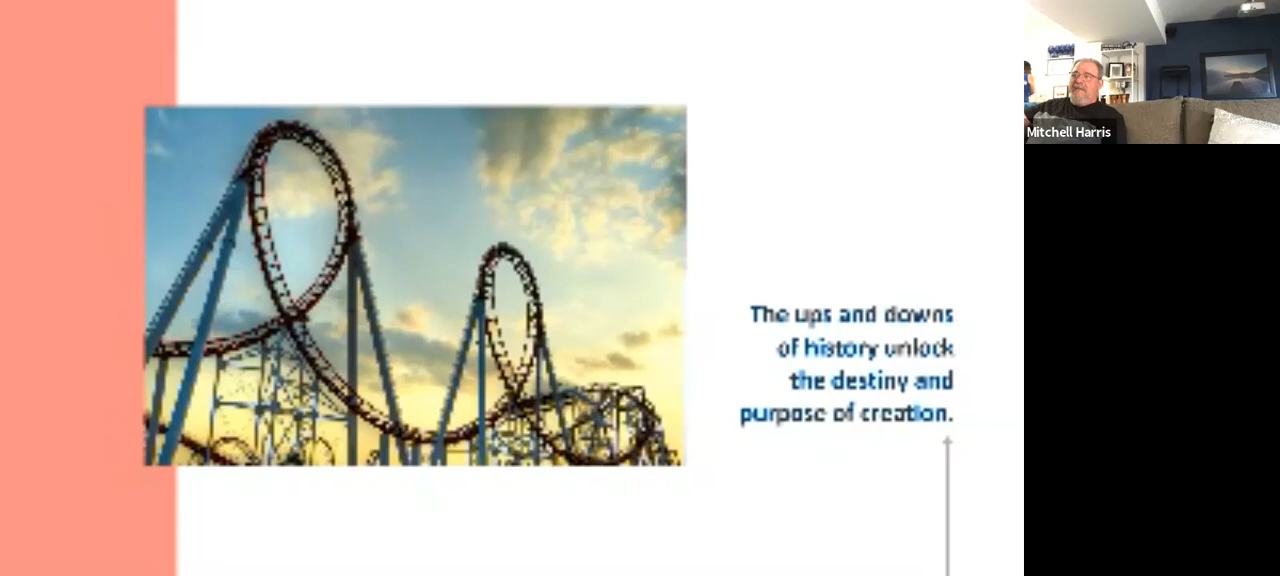 The ups and downs
of history unlock
the destiny and
purpose of creation.
Mitchell Harris